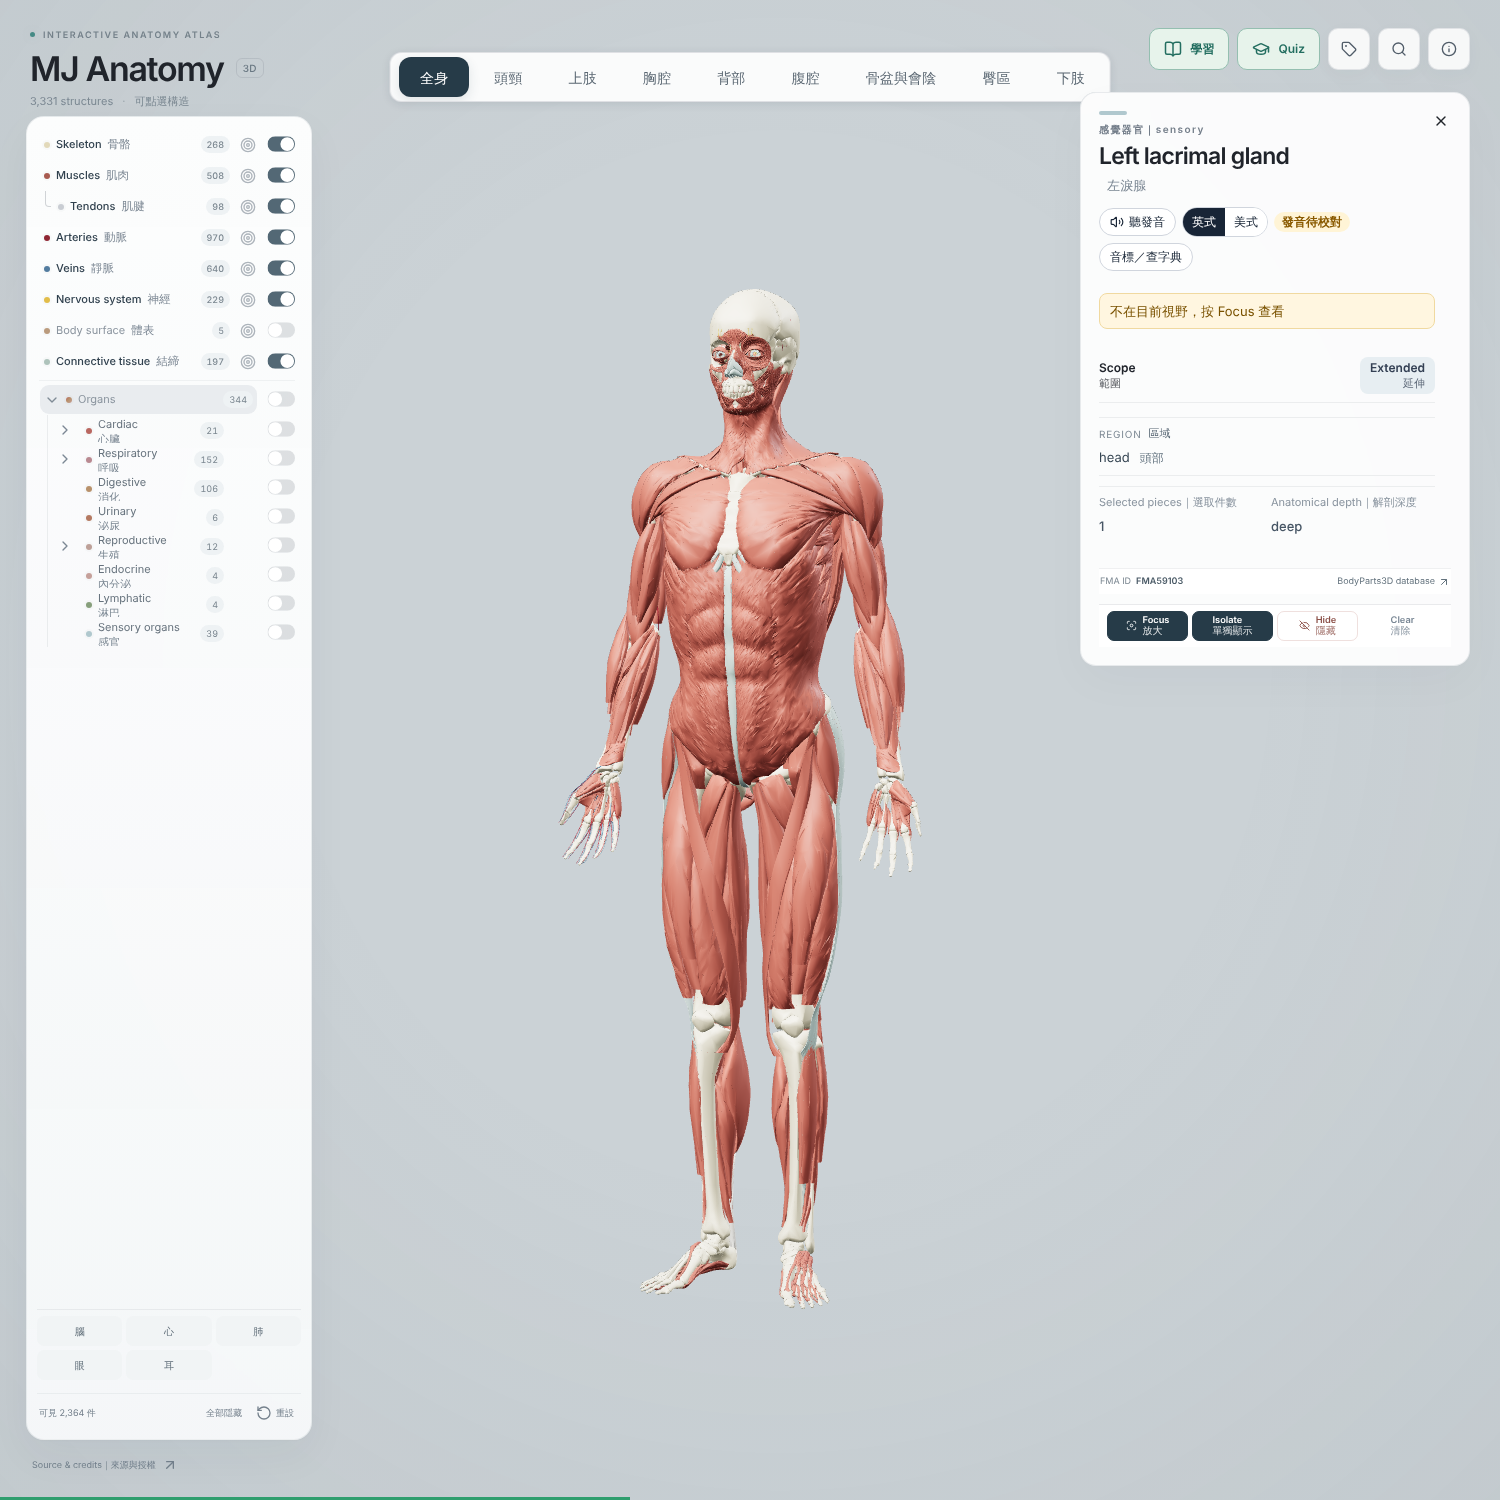 INTERACTIVE ANATOMY ATLAS
MJ Anatomy 3D
3,331 structures · 可點選構造
Skeleton 骨骼 268
Muscles 肌肉 508
Tendons 肌腱 98
Arteries 動脈 970
Veins 靜脈 640
Nervous system 神經 229
Body surface 體表 5
Connective tissue 結締 197
Organs 344
Cardiac 21
心臟
Respiratory 152
呼吸
Digestive 106
消化
Urinary 6
泌尿
Reproductive 12
生殖
Endocrine 4
內分泌
Lymphatic 4
淋巴
Sensory organs 39
感官
腦 心 肺
眼 耳
可見 2,364 件 全部隱藏 重設
Source & credits | 來源與授權
全身 頭頸 上肢 胸腔 背部 腹腔 骨盆與會陰 臀區 下肢
學習 Quiz
感覺器官 | sensory
Left lacrimal gland
左淚腺
聽發音 英式 美式 發音待校對
音標／查字典
不在目前視野，按 Focus 查看
Scope Extended
範圍 延伸
REGION 區域
head 頭部
Selected pieces | 選取件數 Anatomical depth | 解剖深度
1 deep
FMA ID FMA59103 BodyParts3D database
Focus Isolate Hide Clear
放大 單獨顯示 隱藏 清除